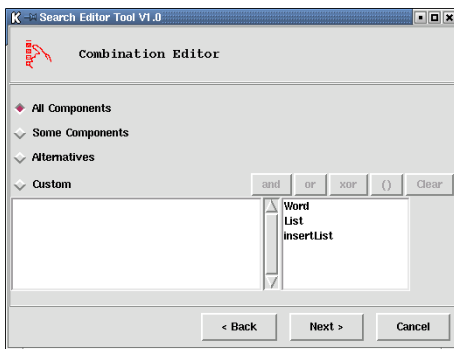 Search Editor Tool V1.0
Combination Editor
All Components
Some Components
Alternatives
Custom
and or xor () Clear
Word
List
insertList
< Back Next > Cancel